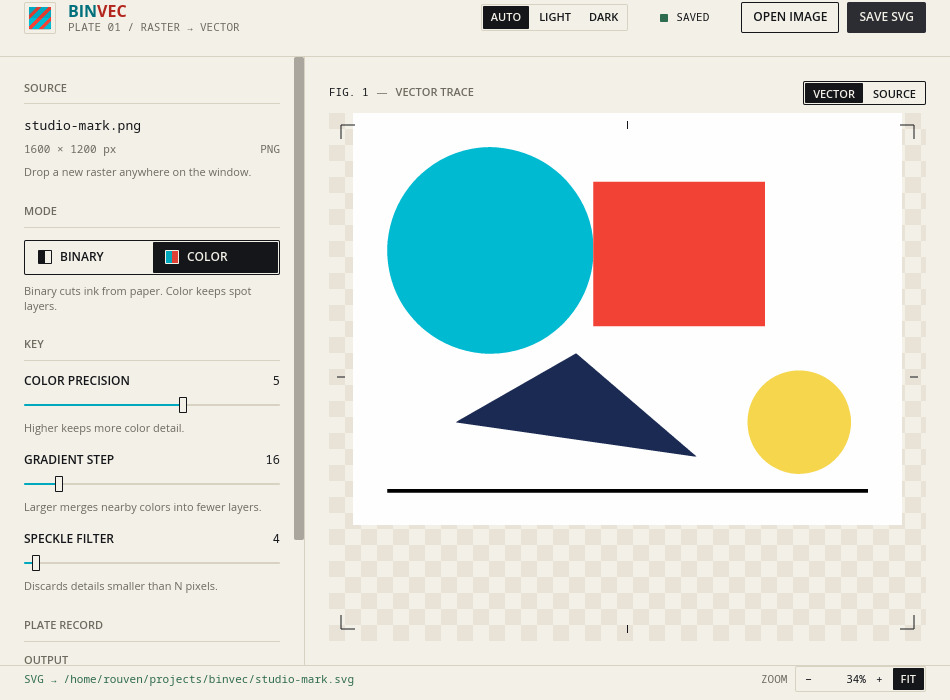 BINVEC
PLATE 01 / RASTER → VECTOR
AUTO LIGHT DARK
SAVED
OPEN IMAGE
SAVE SVG
SOURCE
studio-mark.png
1600 × 1200 px PNG
Drop a new raster anywhere on the window.
MODE
BINARY COLOR
Binary cuts ink from paper. Color keeps spot
layers.
KEY
COLOR PRECISION 5
Higher keeps more color detail.
GRADIENT STEP 16
Larger merges nearby colors into fewer layers.
SPECKLE FILTER 4
Discards details smaller than N pixels.
PLATE RECORD
OUTPUT
FIG. 1 — VECTOR TRACE
VECTOR SOURCE
SVG → /home/rouven/projects/binvec/studio-mark.svg
ZOOM − 34% + FIT